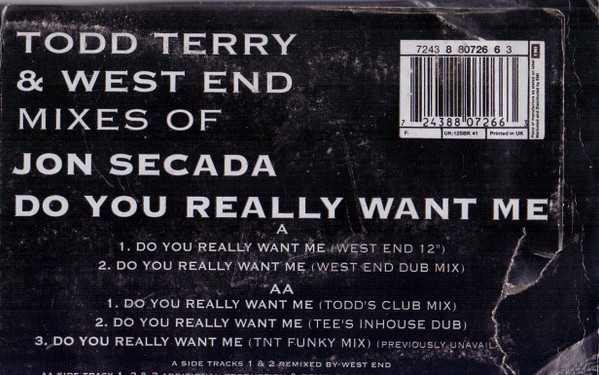 TODD TERRY
& WEST END
MIXES OF
JON SECADA
DO YOU REALLY WANT ME
7243 8 80726 6 3
7 24388 07266
F:
UK:12SBK 41
Printed in UK
EMI
A
1. DO YOU REALLY WANT ME (WEST END 12")
2. DO YOU REALLY WANT ME (WEST END DUB MIX)
AA
1. DO YOU REALLY WANT ME (TODD'S CLUB MIX)
2. DO YOU REALLY WANT ME (TEE'S INHOUSE DUB)
3. DO YOU REALLY WANT ME (TNT FUNKY MIX) (PREVIOUSLY UNAVAIL
A SIDE TRACKS 1 & 2 REMIXED BY WEST END